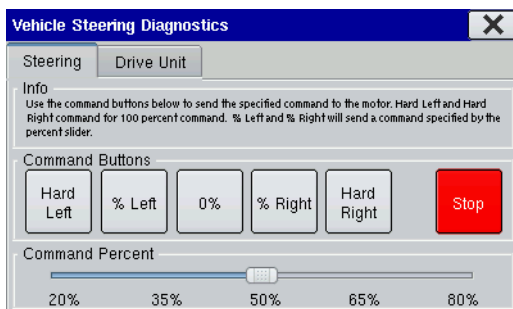 Vehicle Steering Diagnostics
Steering
Drive Unit
Info
Use the command buttons below to send the specified command to the motor. Hard Left and Hard
Right command for 100 percent command. % Left and % Right will send a command specified by the
percent slider.
Command Buttons
Hard
Left
% Left
0%
% Right
Hard
Right
Stop
Command Percent
20%
35%
50%
65%
80%